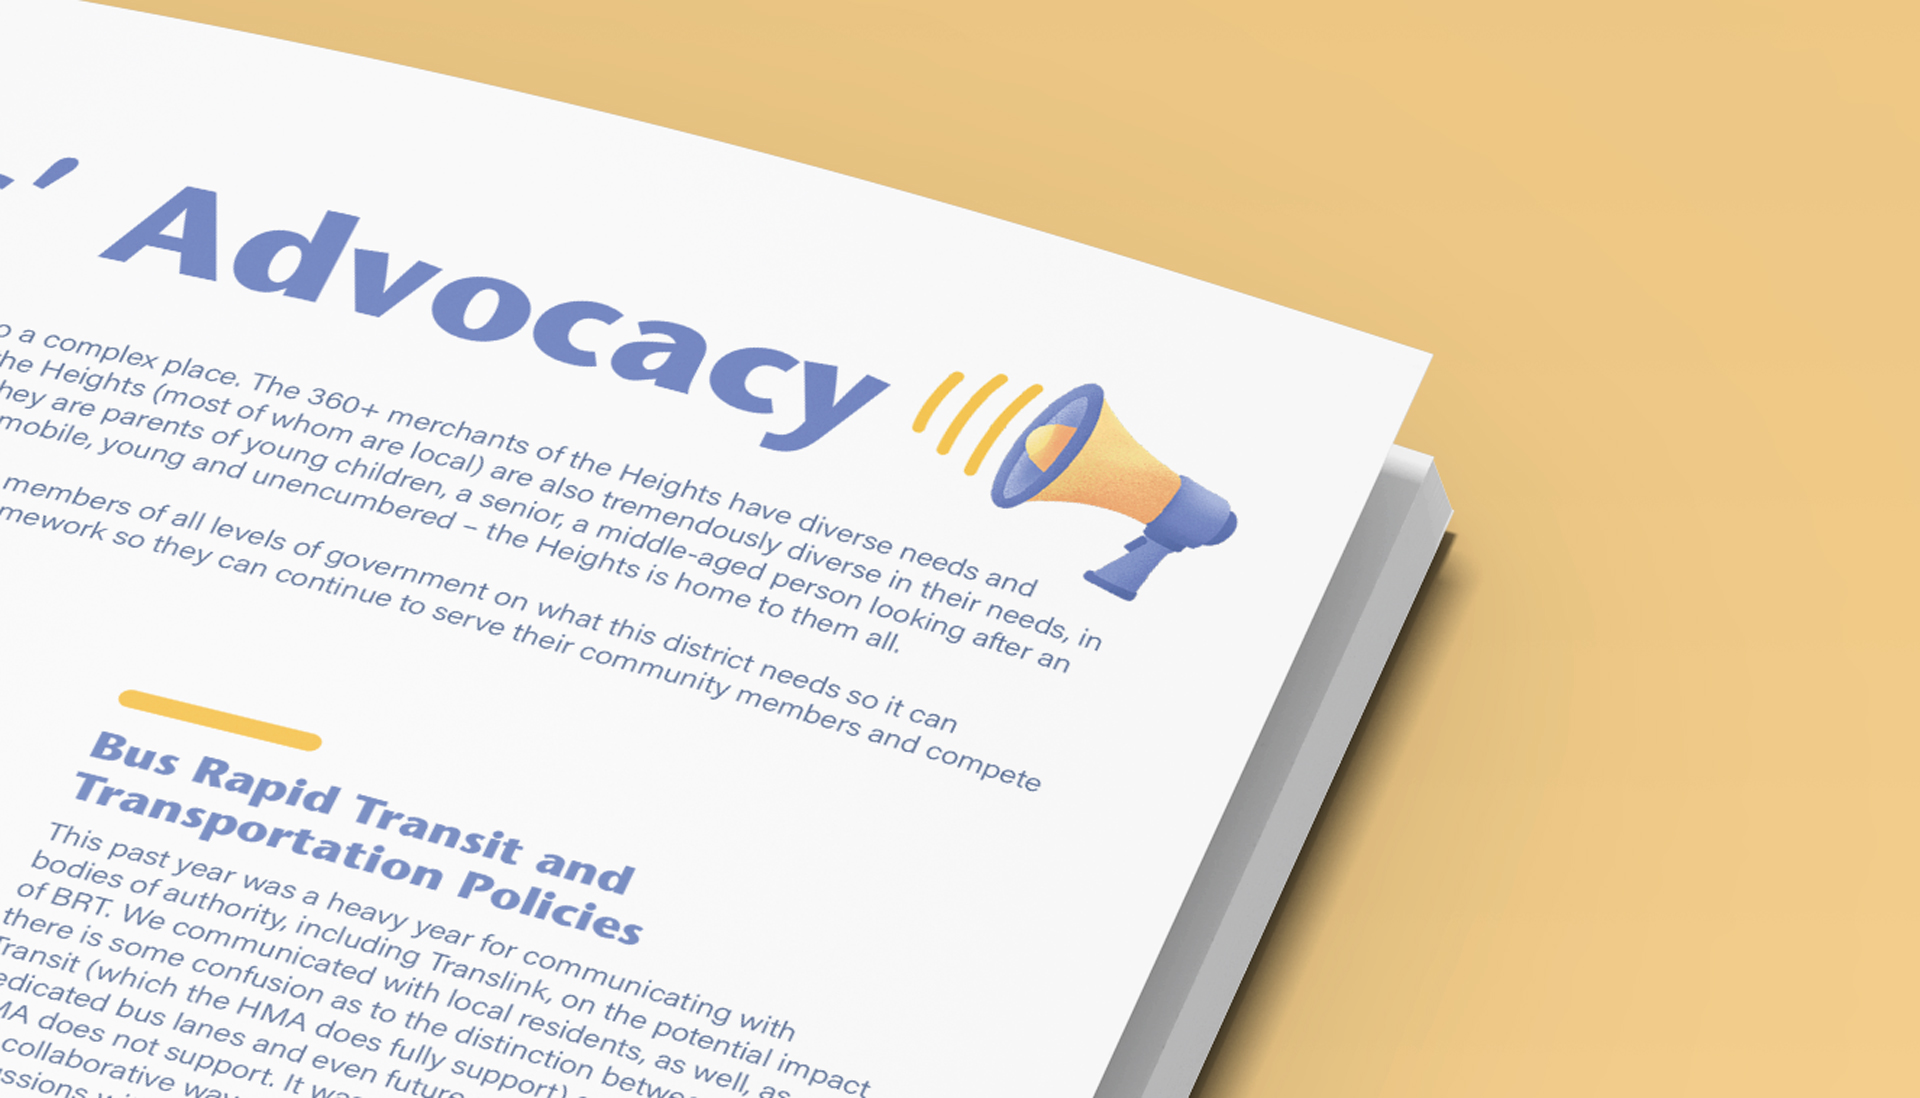 ’ Advocacy
a complex place. The 360+ merchants of the Heights have diverse needs and
the Heights (most of whom are local) are also tremendously diverse in their needs, in
they are parents of young children, a senior, a middle-aged person looking after an
mobile, young and unencumbered – the Heights is home to them all.
members of all levels of government on what this district needs so it can
mework so they can continue to serve their community members and compete
Bus Rapid Transit and
Transportation Policies
This past year was a heavy year for communicating with
bodies of authority, including Translink, on the potential impact
of BRT. We communicated with local residents, as well, as
there is some confusion as to the distinction betwe
Transit (which the HMA does fully support)
edicated bus lanes and even future
MA does not support. It was
collaborative way
ssions